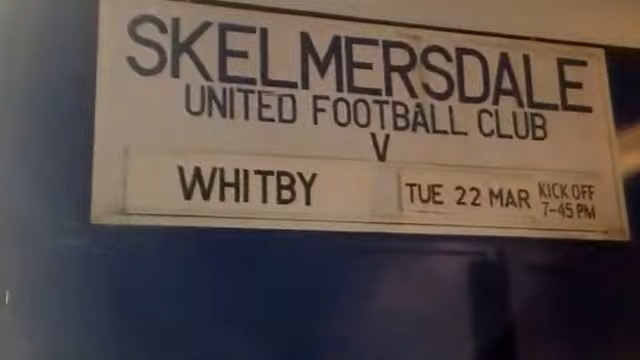 SKELMERSDALE
UNITED FOOTBALL CLUB
V
WHITBY TUE 22 MAR KICK OFF
7-45 PM